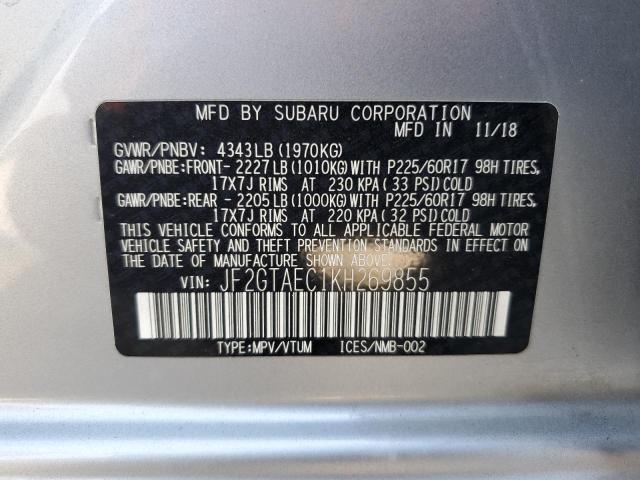 MFD BY SUBARU CORPORATION
MFD IN 11/18
GVWR/PNBV: 4343LB (1970KG)
GAWR/PNBE:FRONT- 2227LB (1010KG) WITH P225/60R17 98H TIRES,
17X7J RIMS AT 230 KPA (33 PSI) COLD
GAWR/PNBE:REAR - 2205LB (1000KG) WITH P225/60R17 98H TIRES,
17X7J RIMS AT 220 KPA (32 PSI) COLD
THIS VEHICLE CONFORMS TO ALL APPLICABLE FEDERAL MOTOR
VEHICLE SAFETY AND THEFT PREVENTION STANDARDS IN EFFECT ON
THE DATE OF MANUFACTURE SHOWN ABOVE.
VIN: JF2GTAEC1KH269855
TYPE:MPV/VTUM ICES/NMB-002